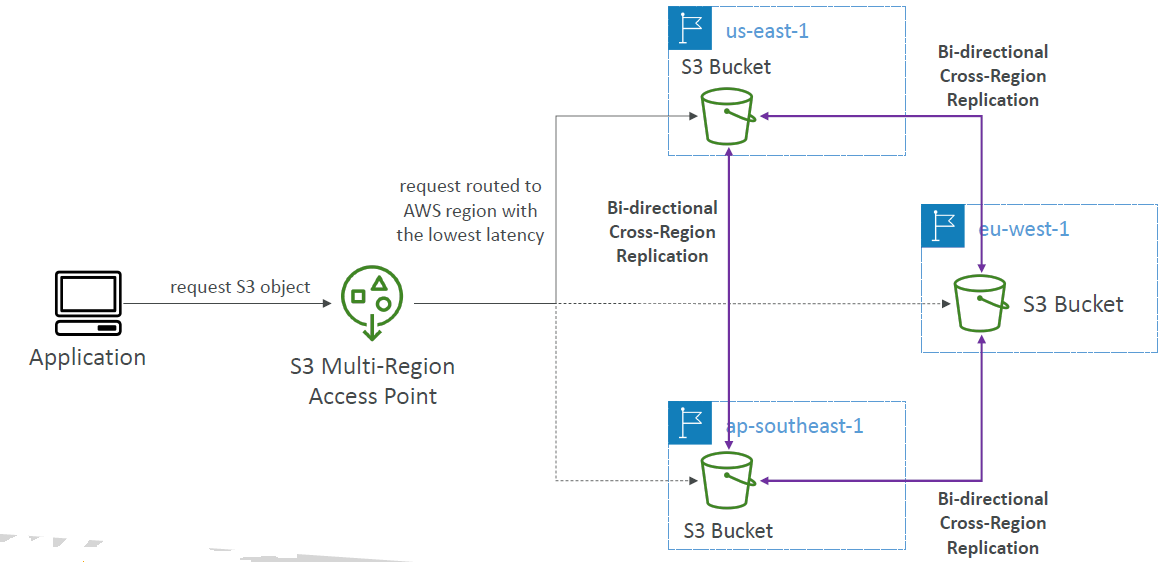 us-east-1
S3 Bucket
Bi-directional
Cross-Region
Replication
request routed to
AWS region with
the lowest latency
Bi-directional
Cross-Region
Replication
eu-west-1
S3 Bucket
request S3 object
Application
S3 Multi-Region
Access Point
ap-southeast-1
S3 Bucket
Bi-directional
Cross-Region
Replication